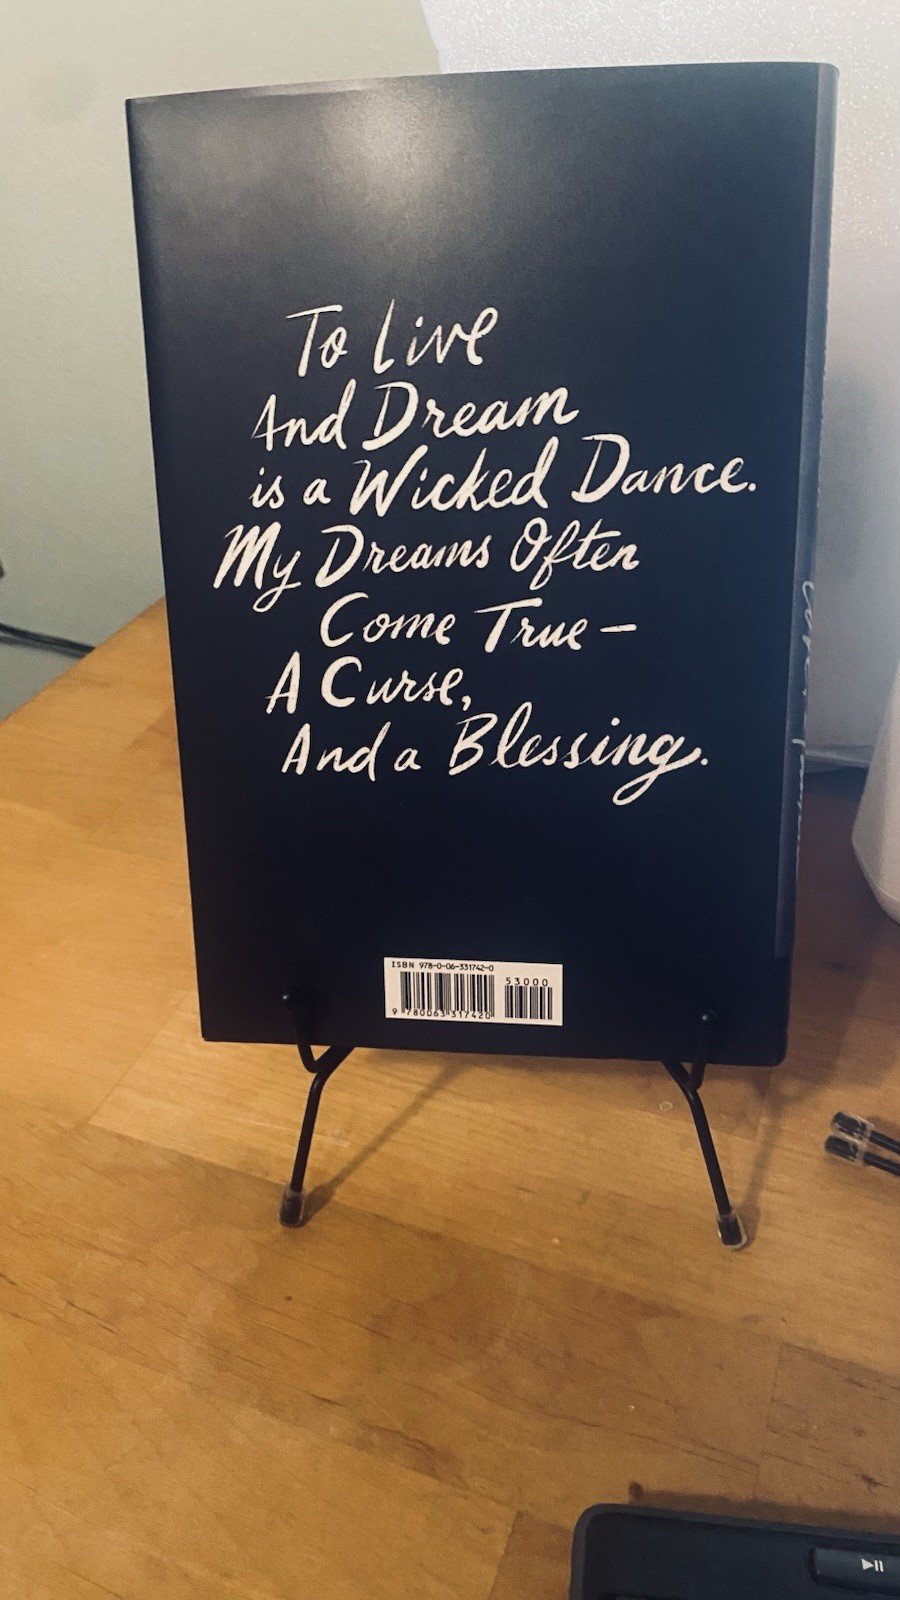 To Live
And Dream
is a Wicked Dance.
My Dreams Often
Come True –
A Curse,
And a Blessing.
ISBN 978-0-06-331742-0
53000
9 780063 317420